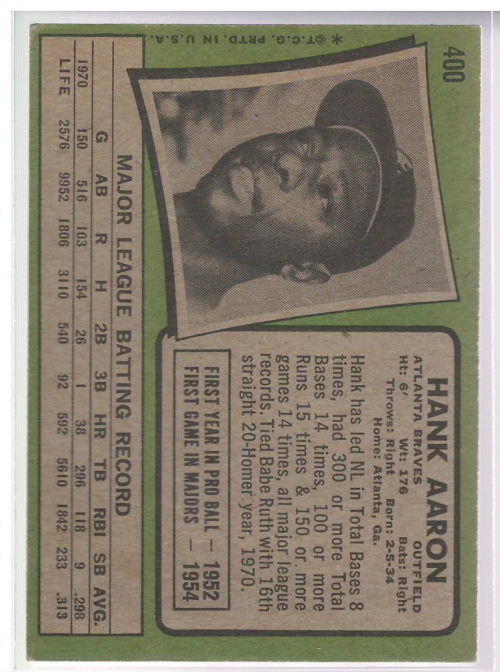 400
*©T.C.G. PRTD. IN U.S.A.
HANK AARON
ATLANTA BRAVES OUTFIELD
Ht: 6' Wt: 176 Bats: Right
Throws: Right Born: 2-5-34
Home: Atlanta, Ga.
Hank has led NL in Total Bases 8
times, had 300 or more Total
Bases 14 times, 100 or more
Runs 15 times & 150 or more
games 14 times, all major league
records. Tied Babe Ruth with 16th
straight 20-Homer year, 1970.
FIRST YEAR IN PRO BALL — 1952
FIRST GAME IN MAJORS — 1954
MAJOR LEAGUE BATTING RECORD
G AB R H 2B 3B HR TB RBI SB AVG.
1970 150 516 103 154 26 1 38 296 118 9 .298
LIFE 2576 9952 1806 3110 540 92 592 5610 1842 233 .313